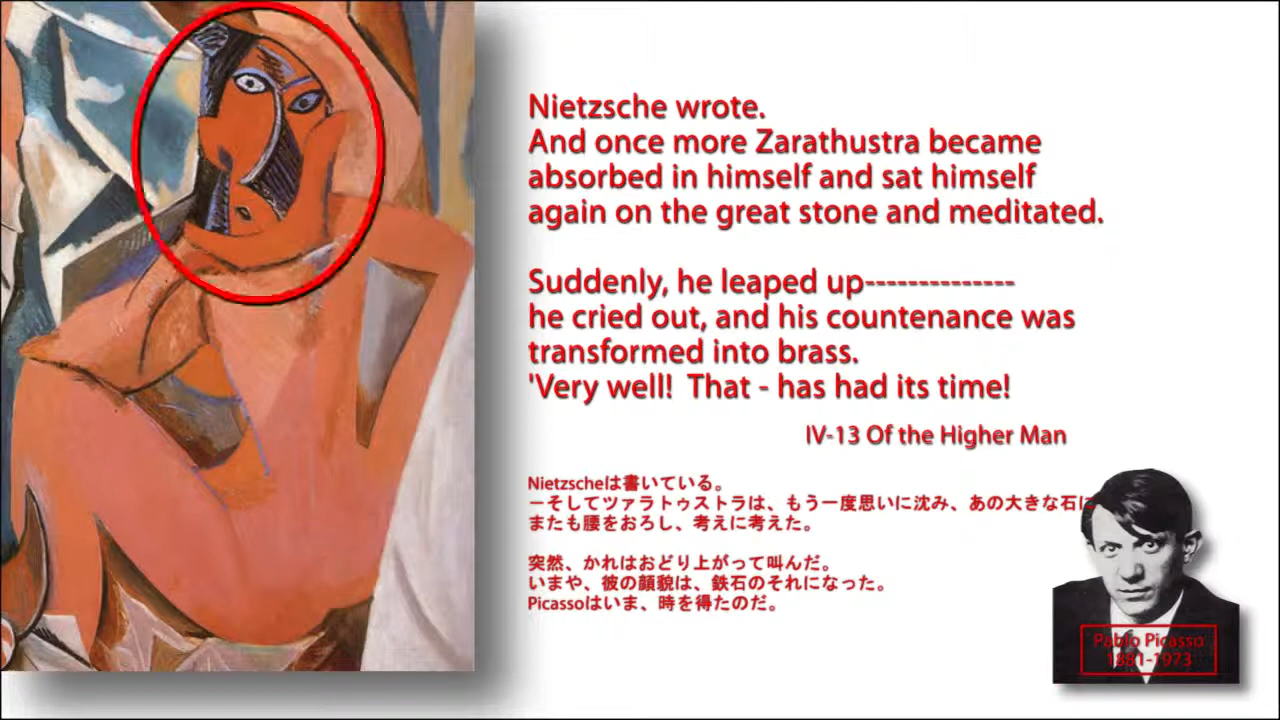 Nietzsche wrote.
And once more Zarathustra became
absorbed in himself and sat himself
again on the great stone and meditated.
Suddenly, he leaped up--------------
he cried out, and his countenance was
transformed into brass.
'Very well!  That - has had its time!
IV-13 Of the Higher Man
Nietzscheは書いている。
－そしてツァラトゥストラは、もう一度思いに沈み、あの大きな石に
またも腰をおろし、考えに考えた。
突然、かれはおどり上がって叫んだ。
いまや、彼の顔貌は、鉄石のそれになった。
Picassoはいま、時を得たのだ。
Pablo Picasso
1881-1973